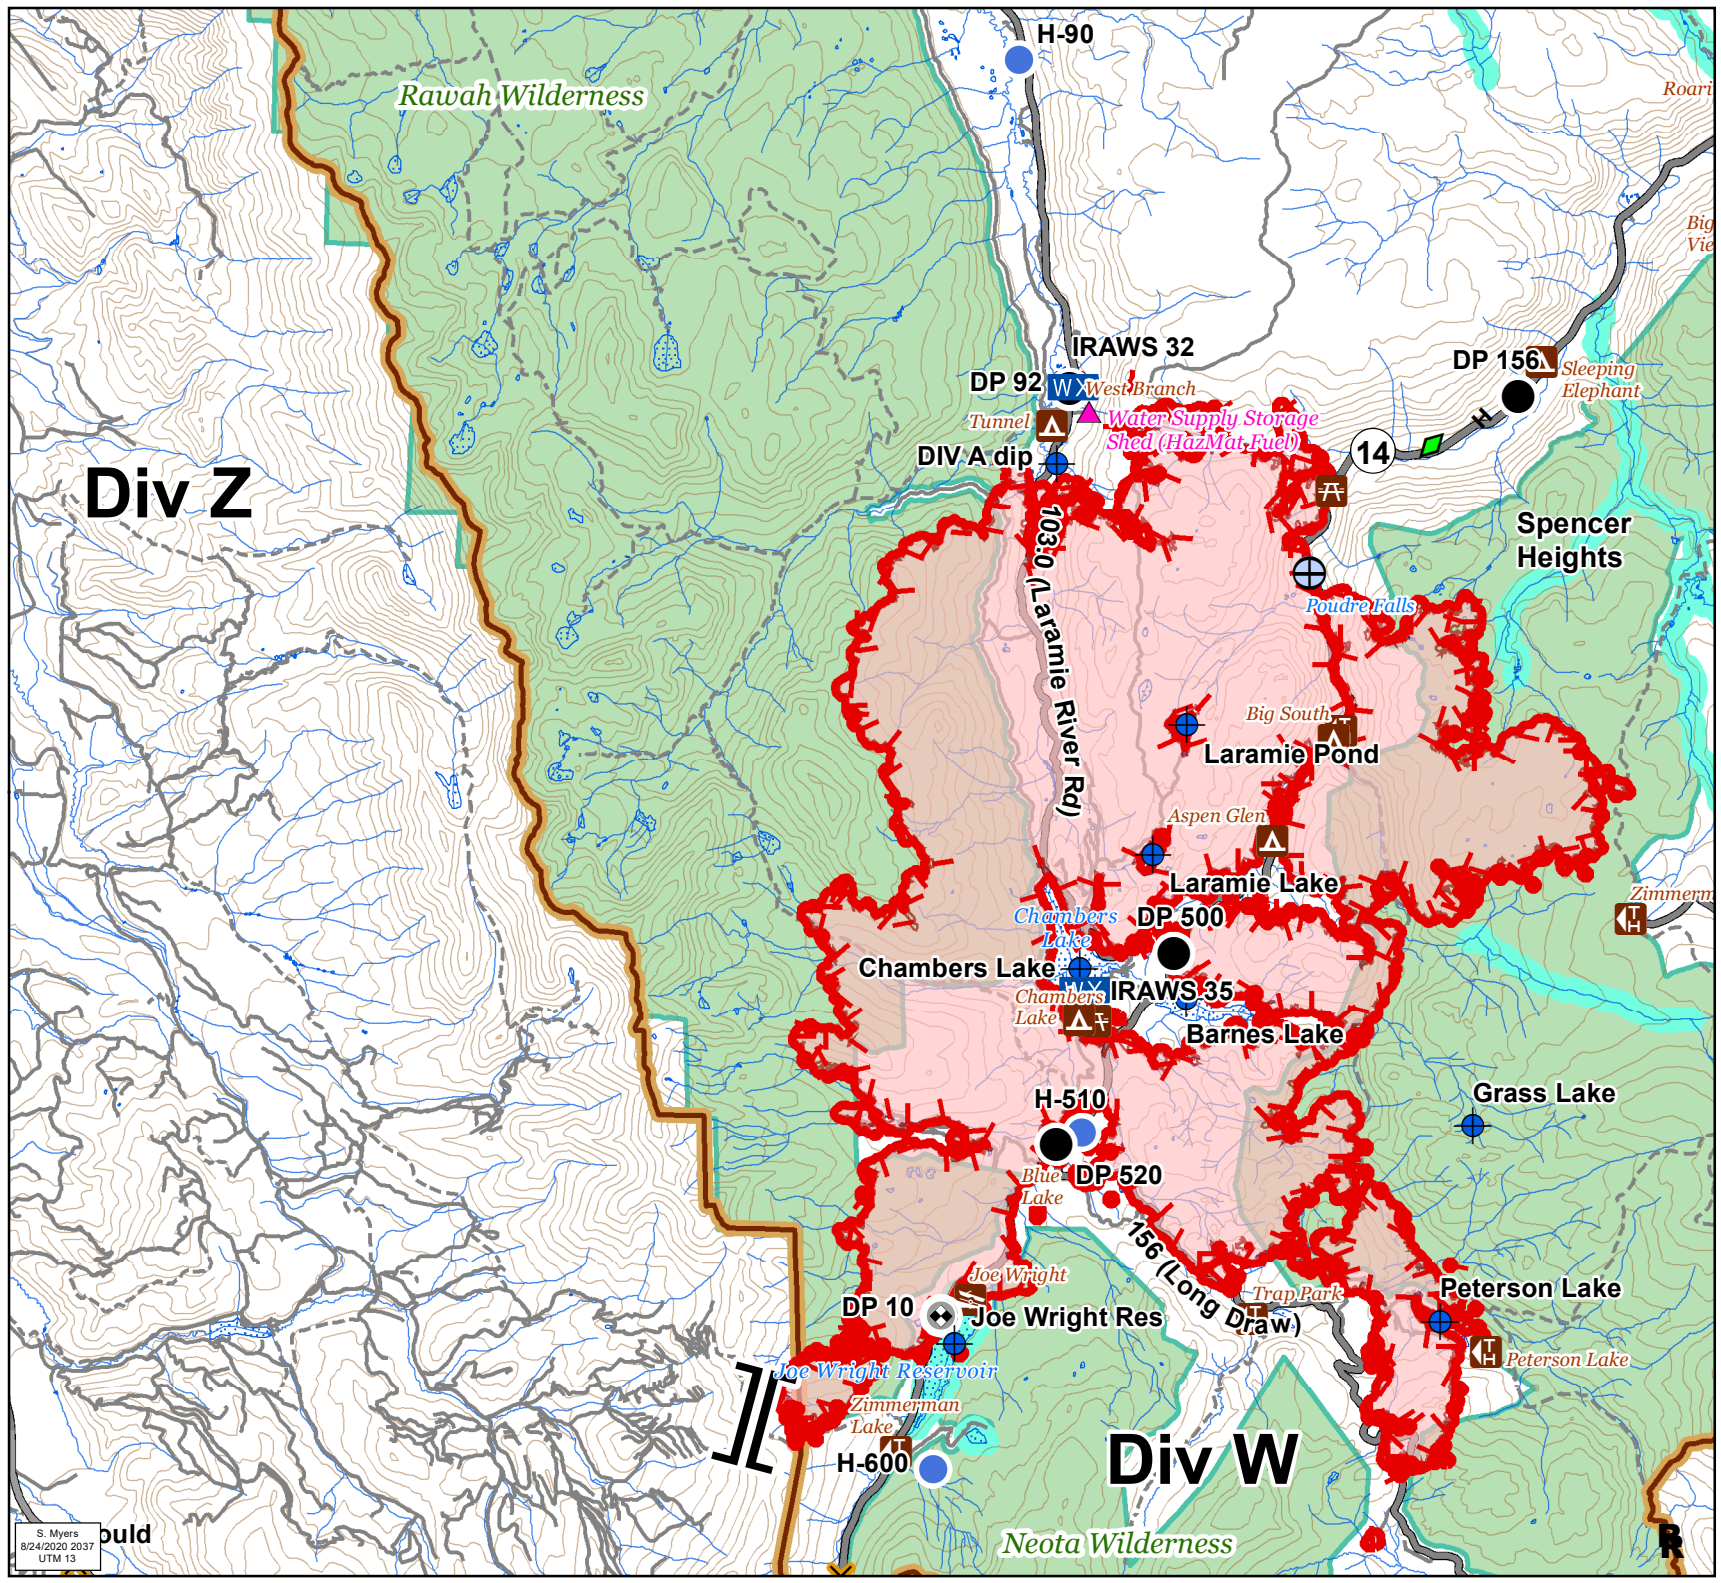 H-90
Rawah Wilderness
Roari
Big
Vie
IRAWS 32
DP 92
WX
West Branch
DP 156
Sleeping
Elephant
Tunnel
Water Supply Storage
Shed (HazMat Fuel)
H
14
DIV A dip
Div Z
103.0 (Laramie River Rd)
Spencer
Heights
Poudre Falls
Big South
Laramie Pond
Aspen Glen
Laramie Lake
Zimmerm
TH
Chambers
Lake
DP 500
Chambers Lake
WX
IRAWS 35
Chambers
Lake
Barnes Lake
H-510
Grass Lake
DP 520
Blue
Lake
156 (Long Draw)
Joe Wright
DP 10
Joe Wright Res
Trap Park
Peterson Lake
TH
Peterson Lake
Joe Wright Reservoir
Zimmerman
Lake
H-600
Div W
Neota Wilderness
S. Myers
8/24/2020 2037
UTM 13
ould
R